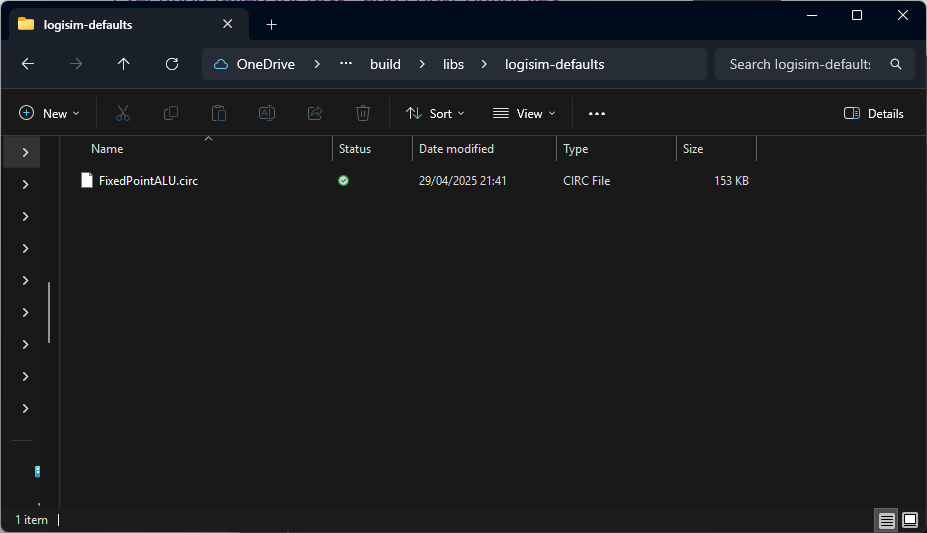 logisim-defaults
OneDrive > ... build > libs > logisim-defaults
Search logisim-defaults
New
Sort
View
Details
Name Status Date modified Type Size
FixedPointALU.circ 29/04/2025 21:41 CIRC File 153 KB
1 item